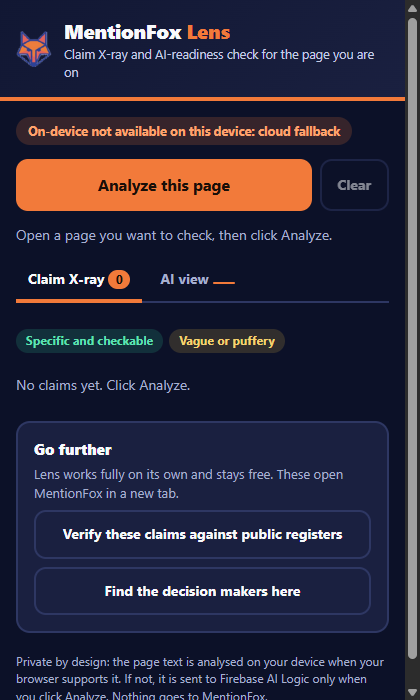 MentionFox Lens
Claim X-ray and AI-readiness check for the page you are
on
On-device not available on this device: cloud fallback
Analyze this page
Clear
Open a page you want to check, then click Analyze.
Claim X-ray 0
AI view
Specific and checkable
Vague or puffery
No claims yet. Click Analyze.
Go further
Lens works fully on its own and stays free. These open
MentionFox in a new tab.
Verify these claims against public registers
Find the decision makers here
Private by design: the page text is analysed on your device when your
browser supports it. If not, it is sent to Firebase AI Logic only when
you click Analyze. Nothing goes to MentionFox.